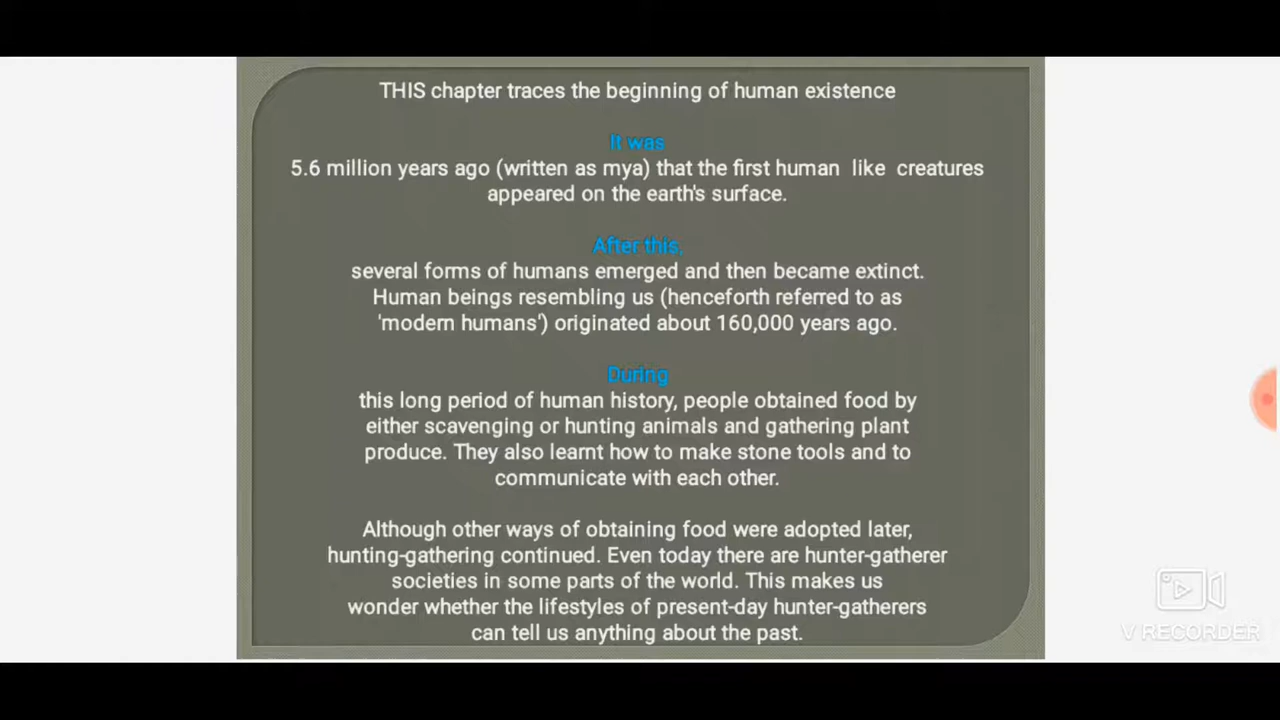 THIS chapter traces the beginning of human existence
It was
5.6 million years ago (written as mya) that the first human like creatures
appeared on the earth's surface.
After this,
several forms of humans emerged and then became extinct.
Human beings resembling us (henceforth referred to as
'modern humans') originated about 160,000 years ago.
During
this long period of human history, people obtained food by
either scavenging or hunting animals and gathering plant
produce. They also learnt how to make stone tools and to
communicate with each other.
Although other ways of obtaining food were adopted later,
hunting-gathering continued. Even today there are hunter-gatherer
societies in some parts of the world. This makes us
wonder whether the lifestyles of present-day hunter-gatherers
can tell us anything about the past.
V RECORDER